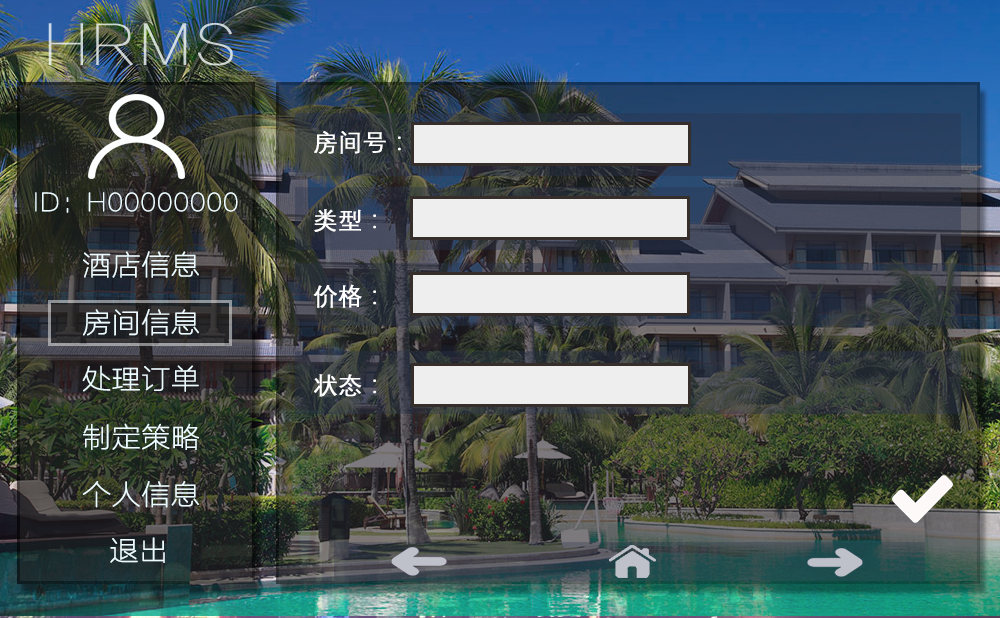 HRMS
ID：H00000000
酒店信息
房间信息
处理订单
制定策略
个人信息
退出
房间号：
类型：
价格：
状态：